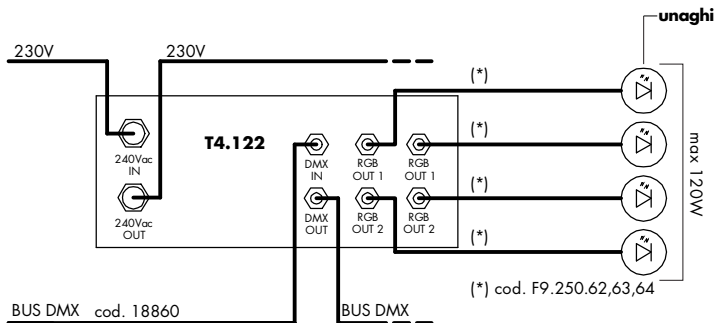 unaghi
230V
230V
(*)
(*)
(*)
(*)
T4.122
240Vac
IN
240Vac
OUT
DMX
IN
RGB
OUT 1
RGB
OUT 1
DMX
OUT
RGB
OUT 2
RGB
OUT 2
max 120W
(*) cod. F9.250.62,63,64
BUS DMX cod. 18860
BUS DMX